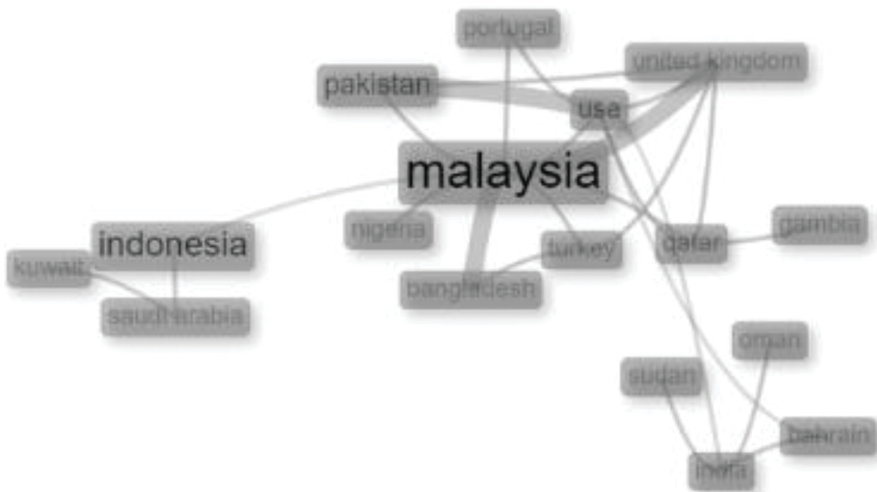 portugal
united kingdom
pakistan
usa
malaysia
nigeria
turkey
qatar
gambia
indonesia
kuwait
bangladesh
saudi arabia
oman
sudan
bahrain
india